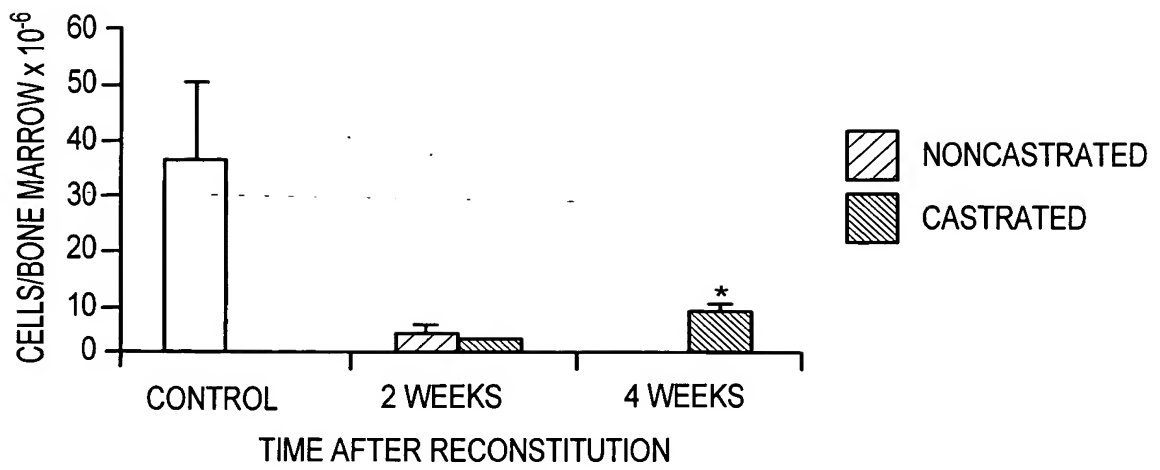 CELLS/BONE MARROW x 10-6
60
50
40
30
20
10
0
*
CONTROL
2 WEEKS
4 WEEKS
TIME AFTER RECONSTITUTION
NONCASTRATED
CASTRATED